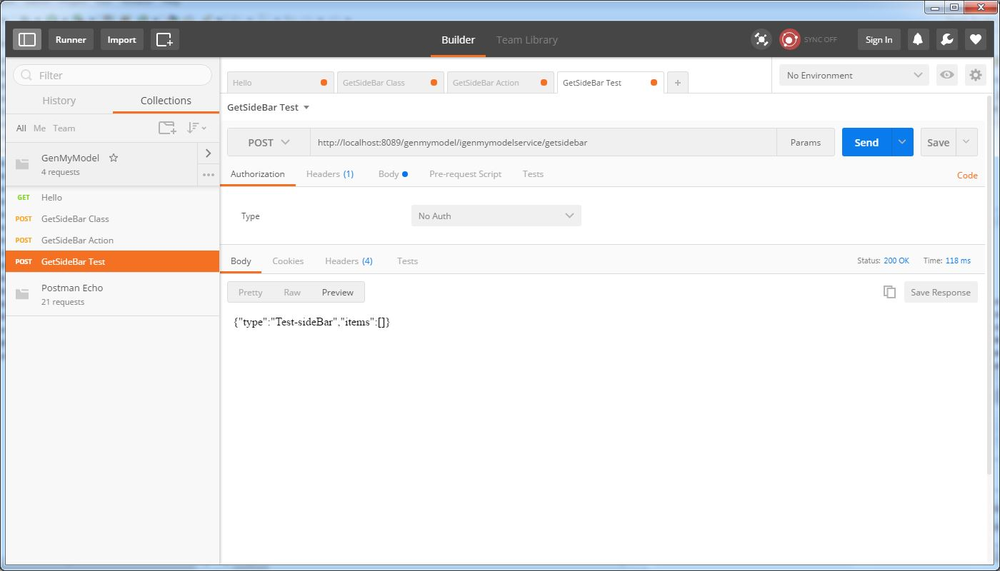 Runner Import Builder Team Library SYNC OFF Sign In
Filter
History Collections
All Me Team
GenMyModel
4 requests
GET Hello
POST GetSideBar Class
POST GetSideBar Action
POST GetSideBar Test
Postman Echo
21 requests
Hello GetSideBar Class GetSideBar Action GetSideBar Test + No Environment
GetSideBar Test
POST http://localhost:8089/genmymodel/igenmymodelservice/getsidebar Params Send Save
Authorization Headers (1) Body Pre-request Script Tests Code
Type No Auth
Body Cookies Headers (4) Tests Status: 200 OK Time: 118 ms
Pretty Raw Preview Save Response
{"type":"Test-sideBar","items":[]}